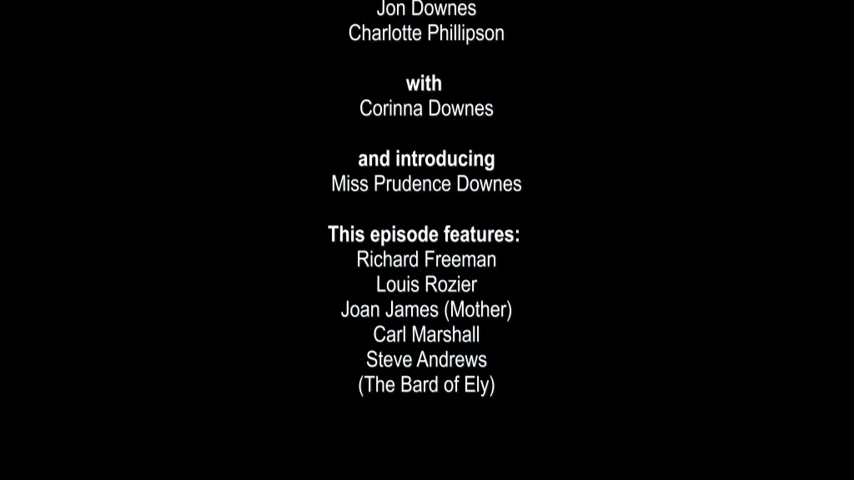 Jon Downes
Charlotte Phillipson
with
Corinna Downes
and introducing
Miss Prudence Downes
This episode features:
Richard Freeman
Louis Rozier
Joan James (Mother)
Carl Marshall
Steve Andrews
(The Bard of Ely)